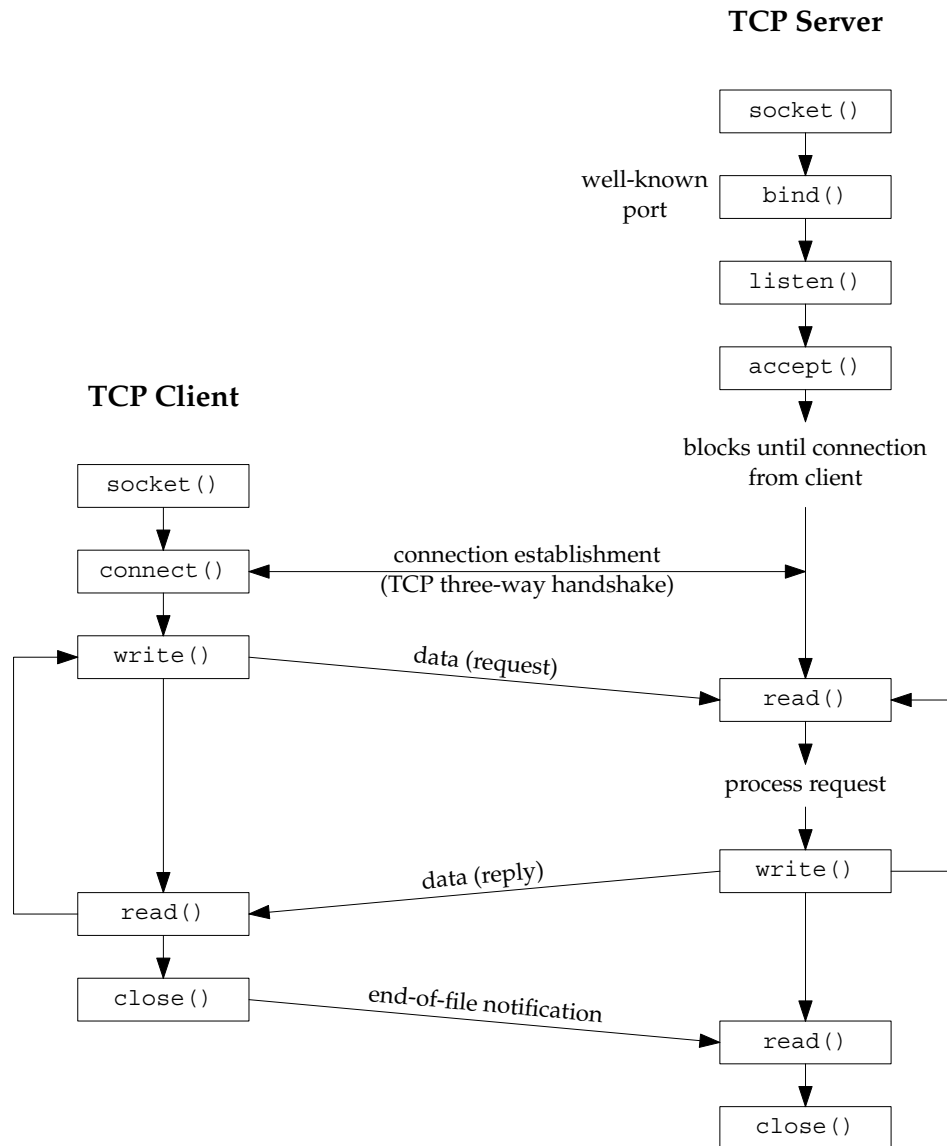 TCP Server
socket()
well-known
port
bind()
listen()
accept()
TCP Client
blocks until connection
from client
socket()
connection establishment
(TCP three-way handshake)
connect()
write()
data (request)
read()
process request
write()
data (reply)
read()
close()
end-of-file notification
read()
close()